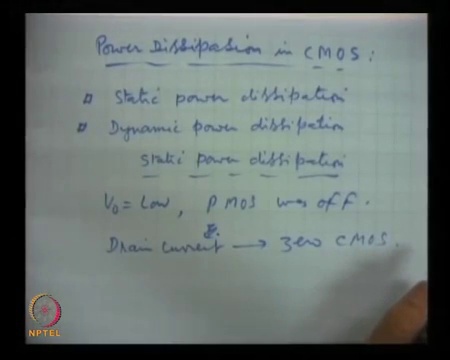 Power Dissipation in CMOS:
¤ Static power dissipation
¤ Dynamic power dissipation
Static power dissipation
V₀ = Low, PMOS was off.
Drain current → zero CMOS.
NPTEL